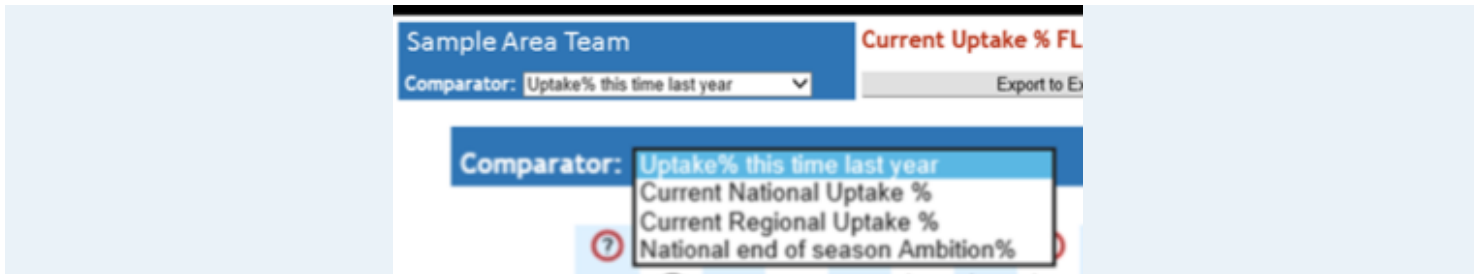 Sample Area Team
Current Uptake % FL
Comparator: Uptake% this time last year
Export to Ex
Comparator: Uptake% this time last year
Current National Uptake %
Current Regional Uptake %
? National end of season Ambition%